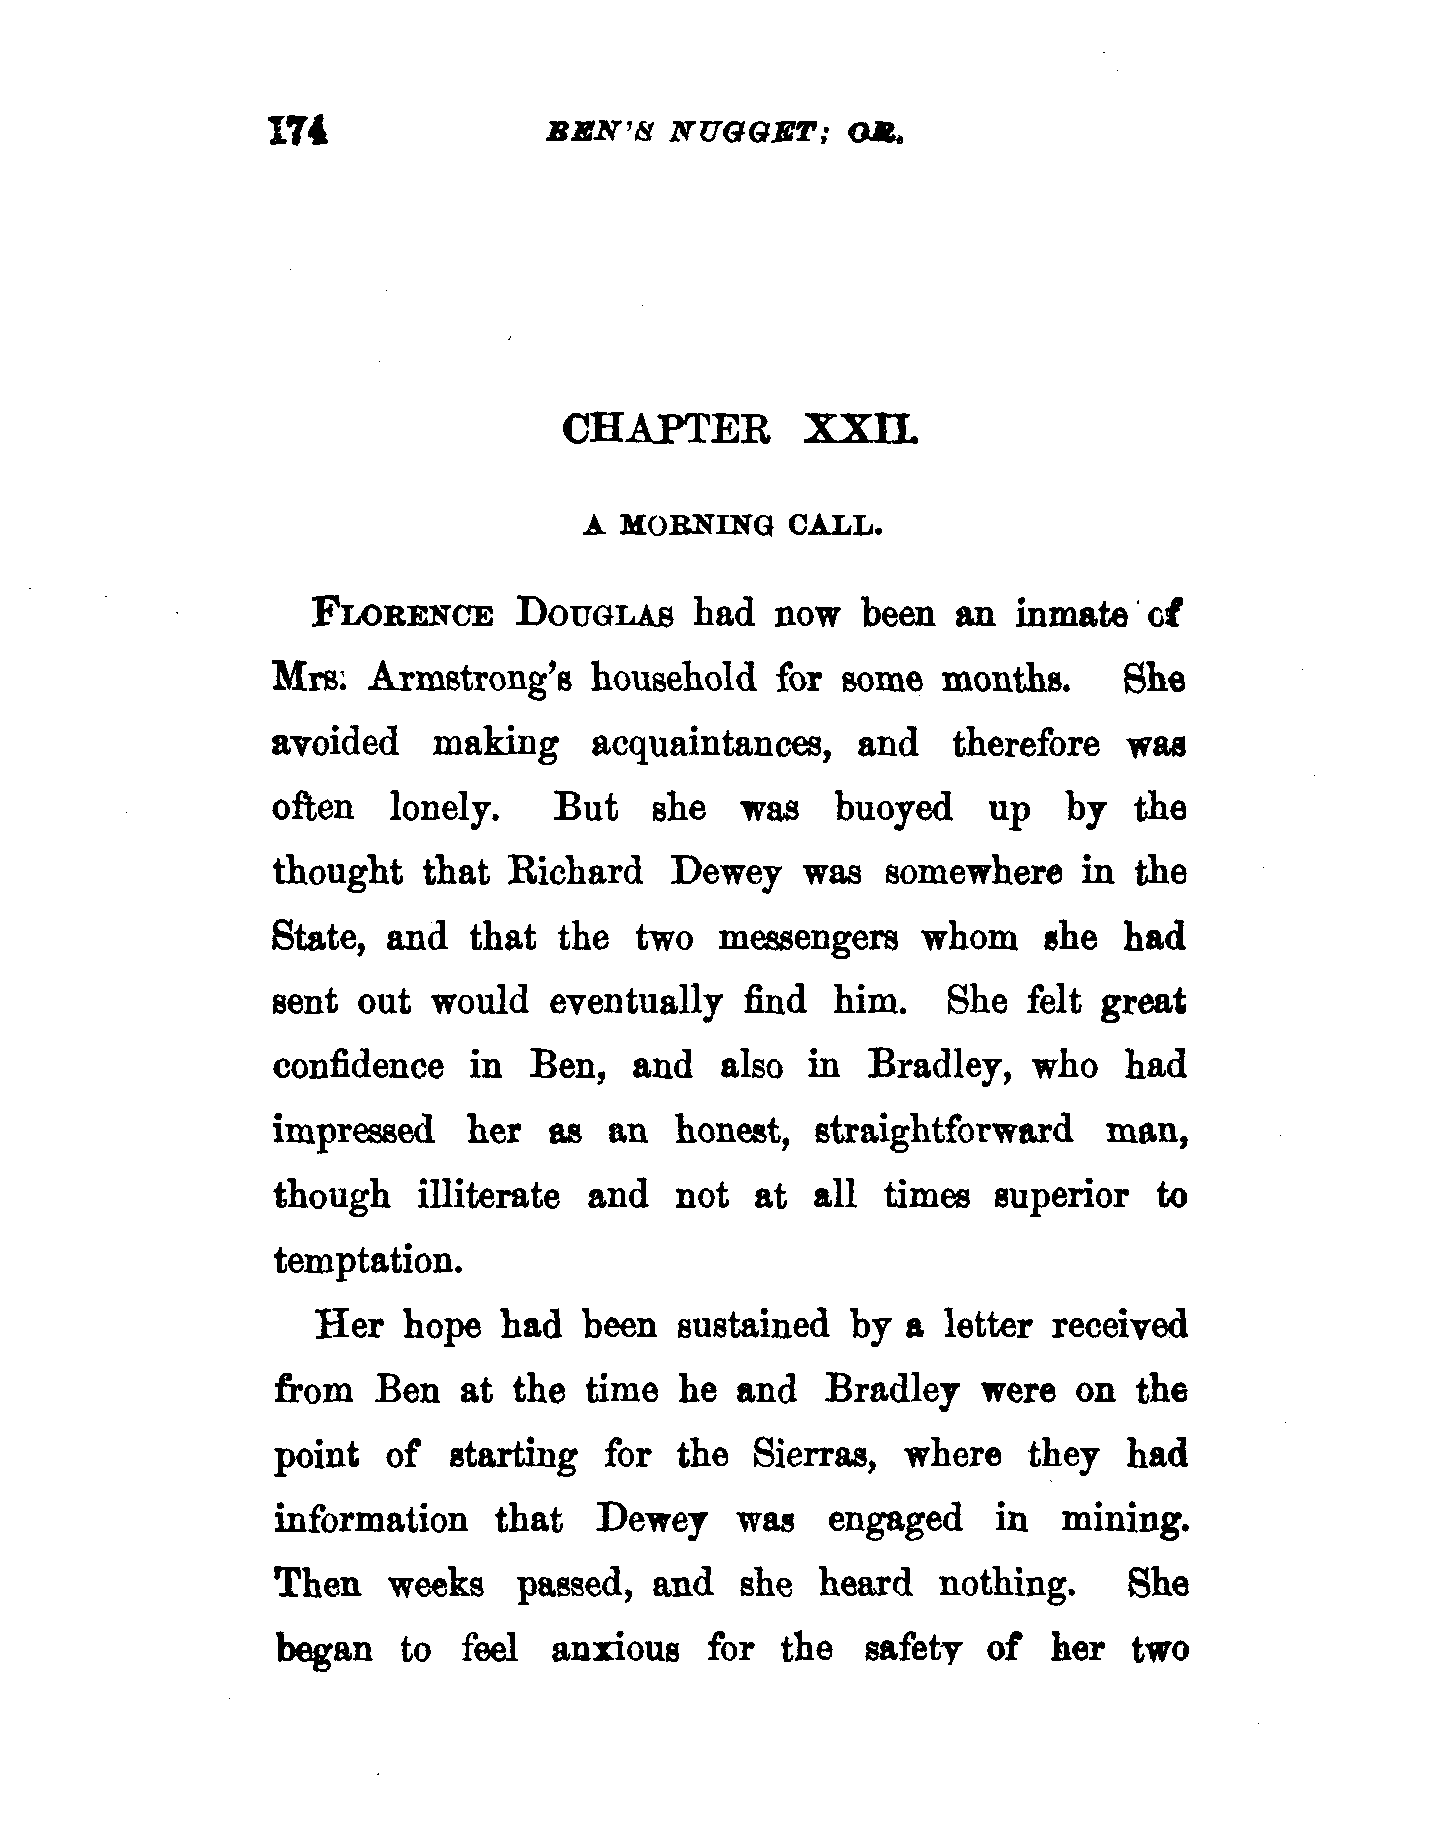 174 BEN'S NUGGET; OR,
CHAPTER XXII.
A MORNING CALL.
FLORENCE DOUGLAS had now been an inmate of
Mrs. Armstrong's household for some months. She
avoided making acquaintances, and therefore was
often lonely. But she was buoyed up by the
thought that Richard Dewey was somewhere in the
State, and that the two messengers whom she had
sent out would eventually find him. She felt great
confidence in Ben, and also in Bradley, who had
impressed her as an honest, straightforward man,
though illiterate and not at all times superior to
temptation.
Her hope had been sustained by a letter received
from Ben at the time he and Bradley were on the
point of starting for the Sierras, where they had
information that Dewey was engaged in mining.
Then weeks passed, and she heard nothing. She
began to feel anxious for the safety of her two